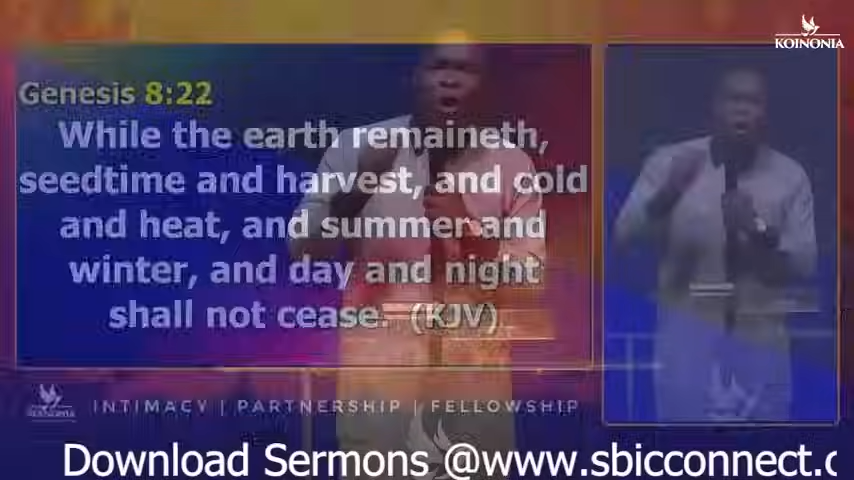 KOINONIA
Genesis 8:22
While the earth remaineth,
seedtime and harvest, and cold
and heat, and summer and
winter, and day and night
shall not cease. (KJV)
KOINONIA
INTIMACY | PARTNERSHIP | FELLOWSHIP
Download Sermons @www.sbicconnect.c